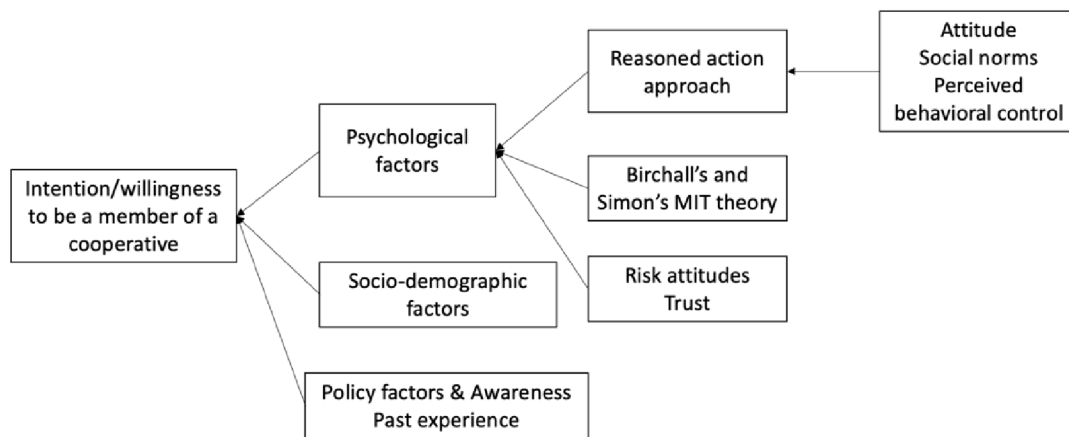 Attitude
Social norms
Perceived
behavioral control
Reasoned action
approach
Psychological
factors
Birchall’s and
Simon’s MIT theory
Intention/willingness
to be a member of a
cooperative
Risk attitudes
Trust
Socio-demographic
factors
Policy factors & Awareness
Past experience